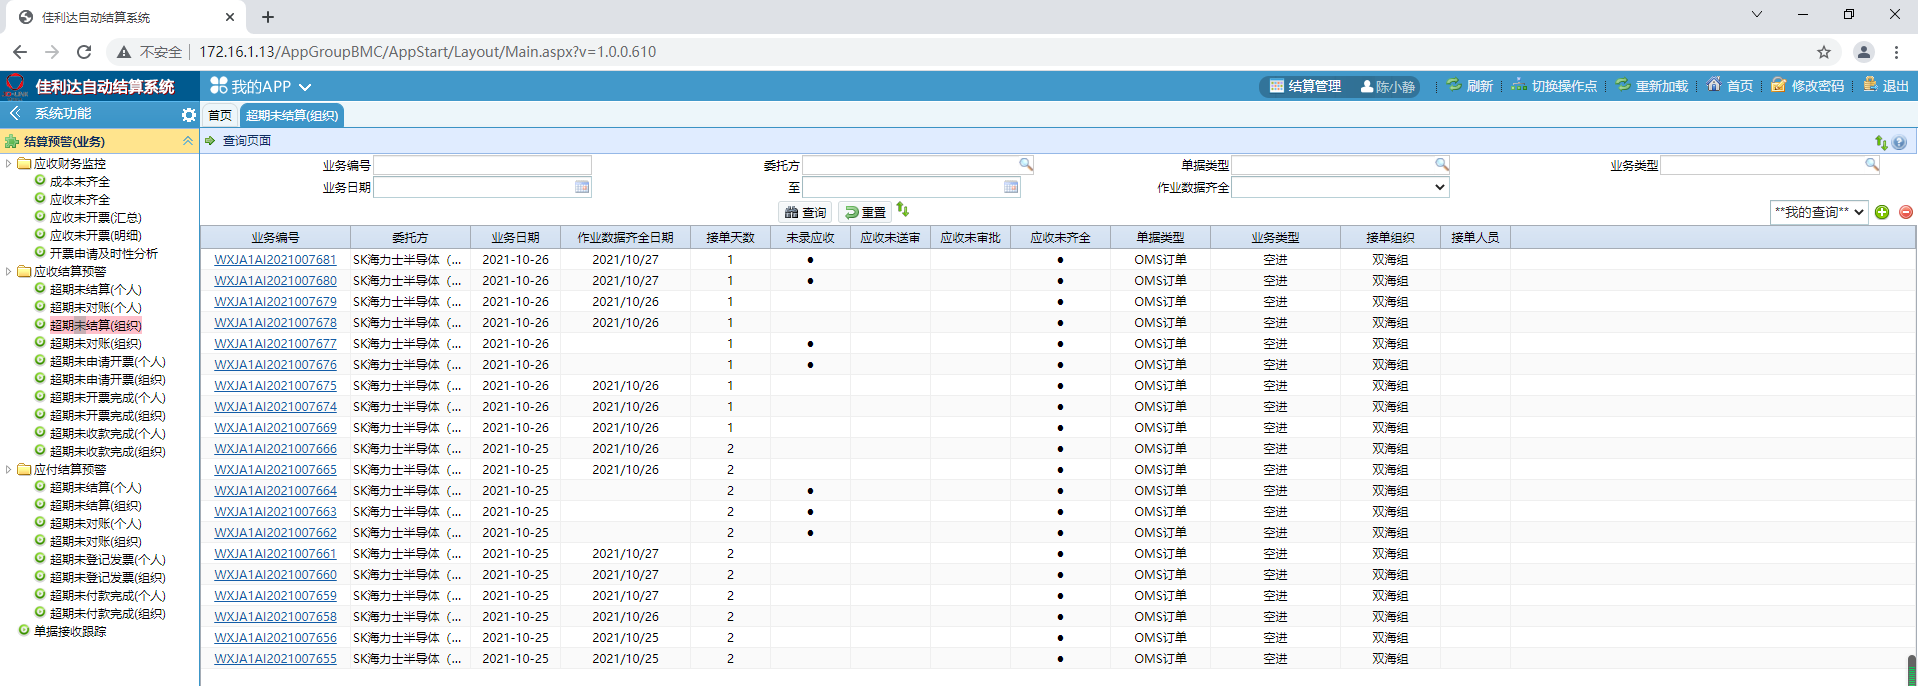 佳利达自动结算系统
不安全 172.16.1.13/AppGroupBMC/AppStart/Layout/Main.aspx?v=1.0.0.610
佳利达自动结算系统 我的APP 结算管理 陈小静 刷新 切换操作点 重新加载 首页 修改密码 退出
系统功能 首页 超期未结算(组织)
结算预警(业务) 查询页面
应收财务监控
成本未齐全
应收未齐全
应收未开票(汇总)
应收未开票(明细)
开票申请及时性分析
应收结算预警
超期未结算(个人)
超期未对账(个人)
超期未结算(组织)
超期未对账(组织)
超期未申请开票(个人)
超期未申请开票(组织)
超期未开票完成(个人)
超期未开票完成(组织)
超期未收款完成(个人)
超期未收款完成(组织)
应付结算预警
超期未结算(个人)
超期未结算(组织)
超期未对账(个人)
超期未对账(组织)
超期未登记发票(个人)
超期未登记发票(组织)
超期未付款完成(个人)
超期未付款完成(组织)
单据接收跟踪
业务编号 委托方 单据类型 业务类型
业务日期 至 作业数据齐全
查询 重置 **我的查询**
业务编号 委托方 业务日期 作业数据齐全日期 接单天数 未录应收 应收未送审 应收未审批 应收未齐全 单据类型 业务类型 接单组织 接单人员
WXJA1AI2021007681 SK海力士半导体（... 2021-10-26 2021/10/27 1 ● ● OMS订单 空进 双海组
WXJA1AI2021007680 SK海力士半导体（... 2021-10-26 2021/10/27 1 ● ● OMS订单 空进 双海组
WXJA1AI2021007679 SK海力士半导体（... 2021-10-26 2021/10/26 1 ● OMS订单 空进 双海组
WXJA1AI2021007678 SK海力士半导体（... 2021-10-26 2021/10/26 1 ● OMS订单 空进 双海组
WXJA1AI2021007677 SK海力士半导体（... 2021-10-26 1 ● ● OMS订单 空进 双海组
WXJA1AI2021007676 SK海力士半导体（... 2021-10-26 1 ● ● OMS订单 空进 双海组
WXJA1AI2021007675 SK海力士半导体（... 2021-10-26 2021/10/26 1 ● OMS订单 空进 双海组
WXJA1AI2021007674 SK海力士半导体（... 2021-10-26 2021/10/26 1 ● OMS订单 空进 双海组
WXJA1AI2021007669 SK海力士半导体（... 2021-10-26 2021/10/26 1 ● OMS订单 空进 双海组
WXJA1AI2021007666 SK海力士半导体（... 2021-10-25 2021/10/26 2 ● OMS订单 空进 双海组
WXJA1AI2021007665 SK海力士半导体（... 2021-10-25 2021/10/26 2 ● OMS订单 空进 双海组
WXJA1AI2021007664 SK海力士半导体（... 2021-10-25 2 ● ● OMS订单 空进 双海组
WXJA1AI2021007663 SK海力士半导体（... 2021-10-25 2 ● ● OMS订单 空进 双海组
WXJA1AI2021007662 SK海力士半导体（... 2021-10-25 2 ● ● OMS订单 空进 双海组
WXJA1AI2021007661 SK海力士半导体（... 2021-10-25 2021/10/27 2 ● OMS订单 空进 双海组
WXJA1AI2021007660 SK海力士半导体（... 2021-10-25 2021/10/27 2 ● OMS订单 空进 双海组
WXJA1AI2021007659 SK海力士半导体（... 2021-10-25 2021/10/27 2 ● OMS订单 空进 双海组
WXJA1AI2021007658 SK海力士半导体（... 2021-10-25 2021/10/26 2 ● OMS订单 空进 双海组
WXJA1AI2021007656 SK海力士半导体（... 2021-10-25 2021/10/25 2 ● OMS订单 空进 双海组
WXJA1AI2021007655 SK海力士半导体（... 2021-10-25 2021/10/25 2 ● OMS订单 空进 双海组